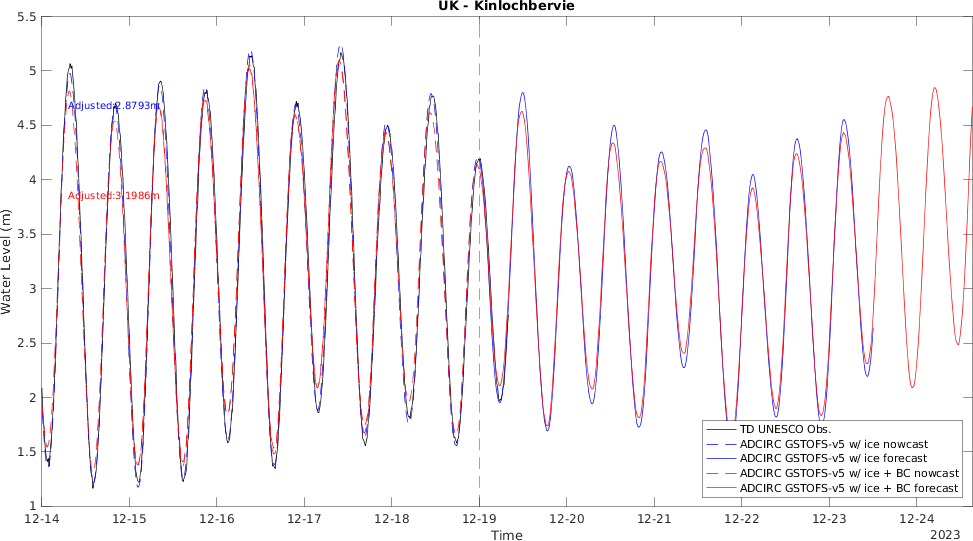 UK - Kinlochbervie
5.5
5
4.5
4
3.5
3
2.5
2
1.5
1
Water Level (m)
Adjusted:2.8793m
Adjusted:3.1986m
TD UNESCO Obs.
ADCIRC GSTOFS-v5 w/ ice nowcast
ADCIRC GSTOFS-v5 w/ ice forecast
ADCIRC GSTOFS-v5 w/ ice + BC nowcast
ADCIRC GSTOFS-v5 w/ ice + BC forecast
12-14 12-15 12-16 12-17 12-18 12-19 12-20 12-21 12-22 12-23 12-24
Time
2023